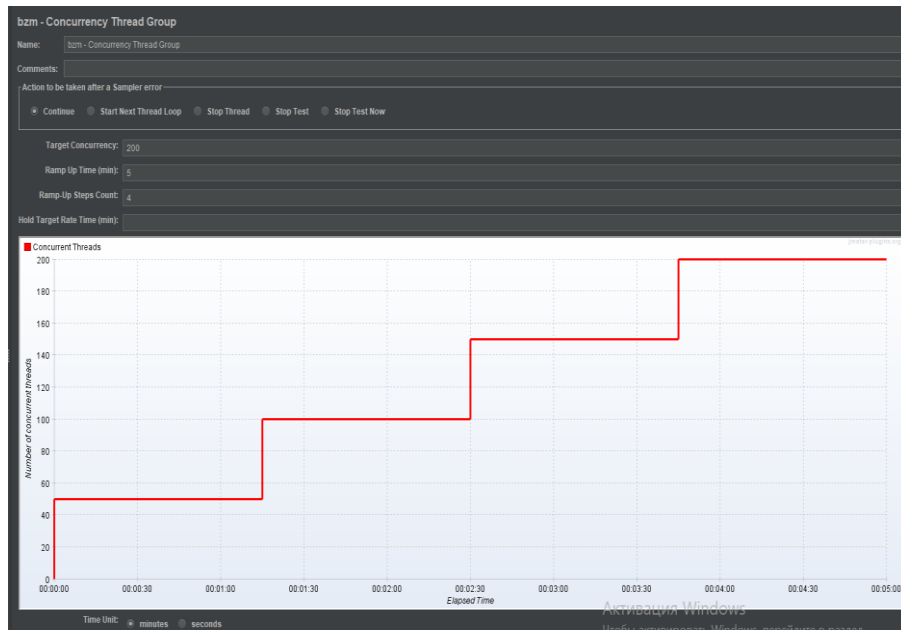 bzm - Concurrency Thread Group
Name: bzm - Concurrency Thread Group
Comments:
Action to be taken after a Sampler error
Continue Start Next Thread Loop Stop Thread Stop Test Stop Test Now
Target Concurrency: 200
Ramp Up Time (min): 5
Ramp-Up Steps Count: 4
Hold Target Rate Time (min):
Concurrent Threads
jmeter-plugins.org
200
180
160
140
120
100
80
60
40
20
0
Number of concurrent threads
00:00:00 00:00:30 00:01:00 00:01:30 00:02:00 00:02:30 00:03:00 00:03:30 00:04:00 00:04:30 00:05:00
Elapsed Time
Активация Windows
Чтобы активировать Windows, перейдите в раздел
Time Unit: minutes seconds